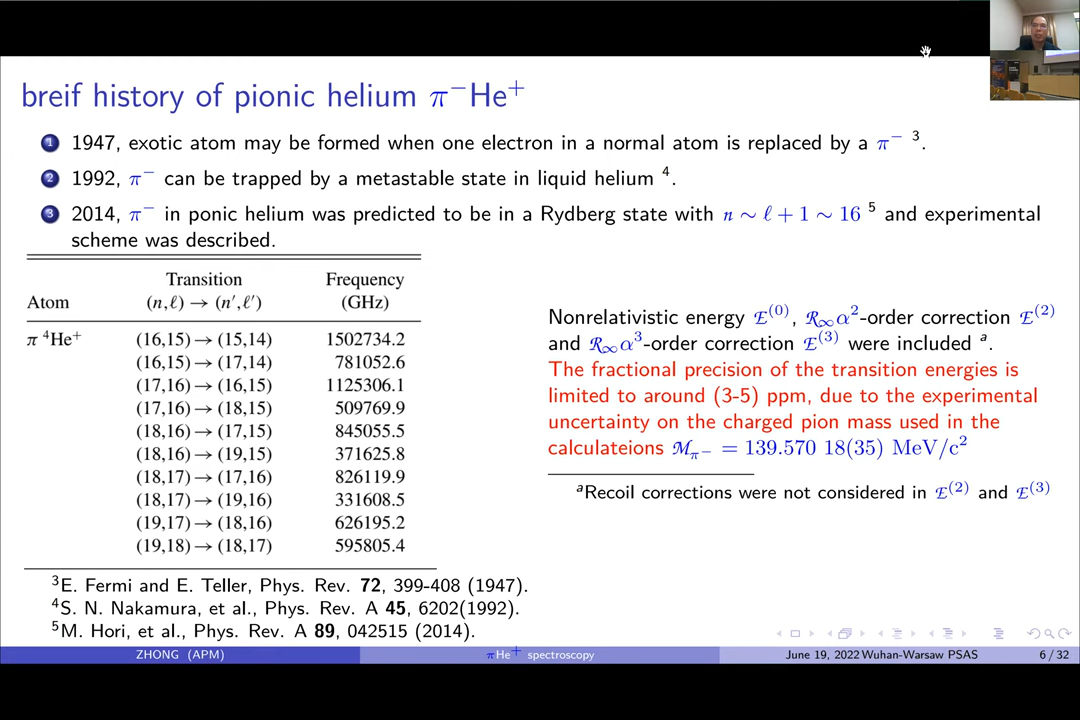 breif history of pionic helium π⁻He⁺
1 1947, exotic atom may be formed when one electron in a normal atom is replaced by a π⁻ ³.
2 1992, π⁻ can be trapped by a metastable state in liquid helium ⁴.
3 2014, π⁻ in ponic helium was predicted to be in a Rydberg state with n ∼ ℓ + 1 ∼ 16 ⁵ and experimental
scheme was described.
Transition Frequency
Atom (n,ℓ) → (n′,ℓ′) (GHz)
π ⁴He⁺ (16,15) → (15,14) 1502734.2
(16,15) → (17,14) 781052.6
(17,16) → (16,15) 1125306.1
(17,16) → (18,15) 509769.9
(18,16) → (17,15) 845055.5
(18,16) → (19,15) 371625.8
(18,17) → (17,16) 826119.9
(18,17) → (19,16) 331608.5
(19,17) → (18,16) 626195.2
(19,18) → (18,17) 595805.4
Nonrelativistic energy ℰ⁽⁰⁾, ℛ∞α²-order correction ℰ⁽²⁾
and ℛ∞α³-order correction ℰ⁽³⁾ were included ᵃ.
The fractional precision of the transition energies is
limited to around (3-5) ppm, due to the experimental
uncertainty on the charged pion mass used in the
calculateions ℳπ⁻ = 139.570 18(35) MeV/c²
ᵃRecoil corrections were not considered in ℰ⁽²⁾ and ℰ⁽³⁾
³E. Fermi and E. Teller, Phys. Rev. 72, 399-408 (1947).
⁴S. N. Nakamura, et al., Phys. Rev. A 45, 6202(1992).
⁵M. Hori, et al., Phys. Rev. A 89, 042515 (2014).
ZHONG (APM) πHe⁺ spectroscopy June 19, 2022 Wuhan-Warsaw PSAS 6 / 32